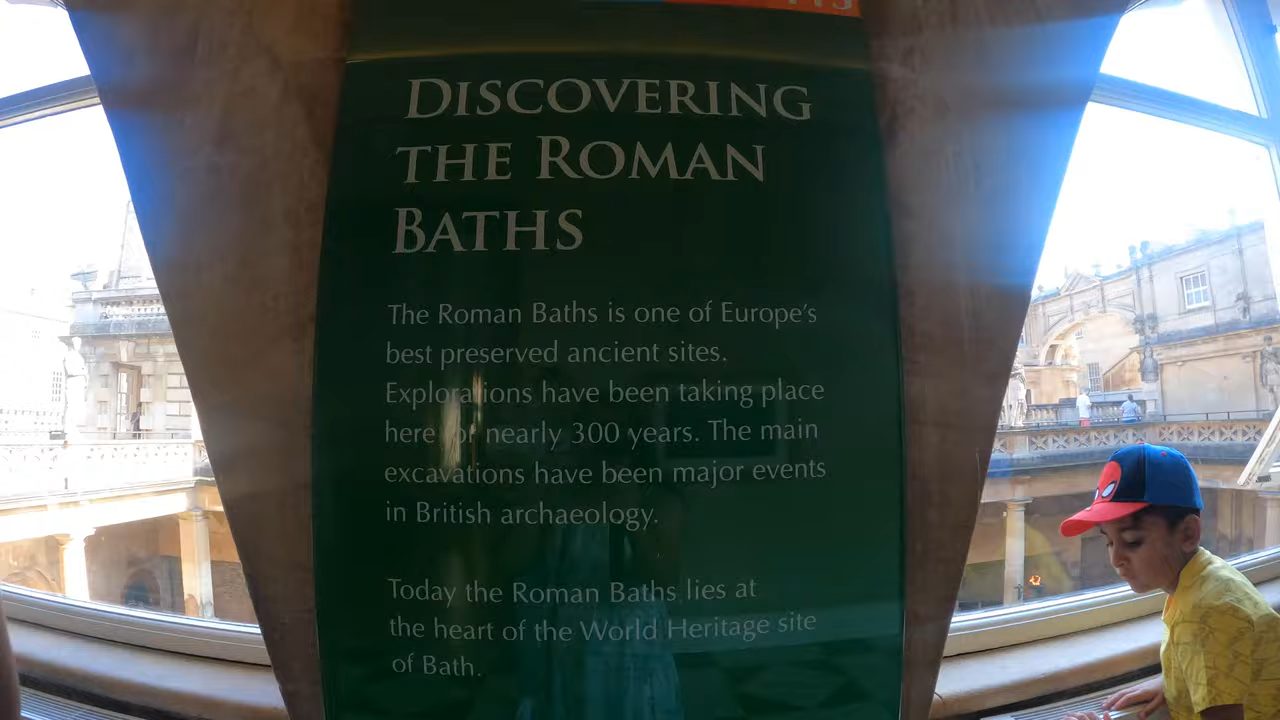 DISCOVERING
THE ROMAN
BATHS
The Roman Baths is one of Europe's
best preserved ancient sites.
Explorations have been taking place
here for nearly 300 years. The main
excavations have been major events
in British archaeology.
Today the Roman Baths lies at
the heart of the World Heritage site
of Bath.